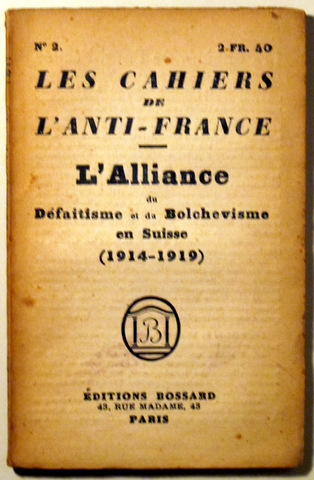 N° 2.
2-FR. 40
LES CAHIERS
DE
L'ANTI-FRANCE
L'Alliance
du
Défaitisme et du Bolchevisme
en Suisse
(1914-1919)
B
ÉDITIONS BOSSARD
43, RUE MADAME, 43
PARIS